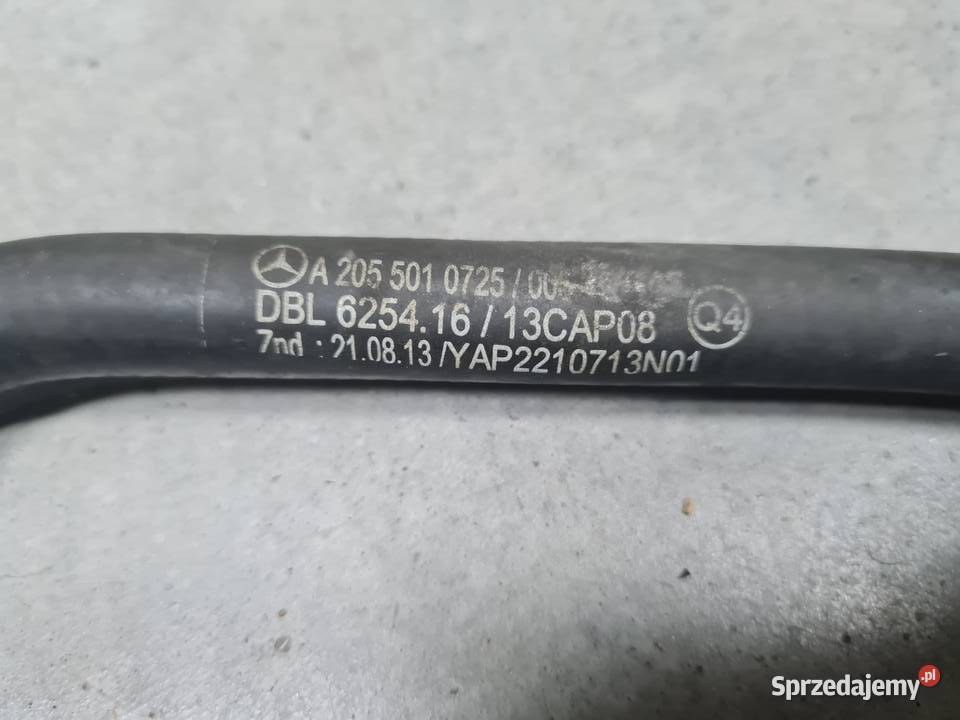 A 205 501 0725 / 00
DBL 6254.16 / 13CAP08 Q4
7nd : 21.08.13 /YAP2210713N01
Sprzedajemy.pl